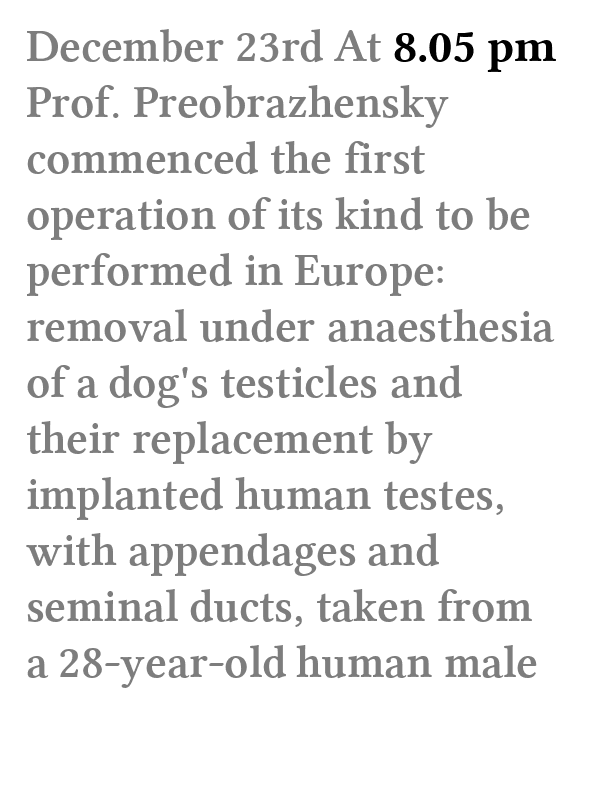 December 23rd At 8.05 pm
Prof. Preobrazhensky
commenced the first
operation of its kind to be
performed in Europe:
removal under anaesthesia
of a dog's testicles and
their replacement by
implanted human testes,
with appendages and
seminal ducts, taken from
a 28-year-old human male